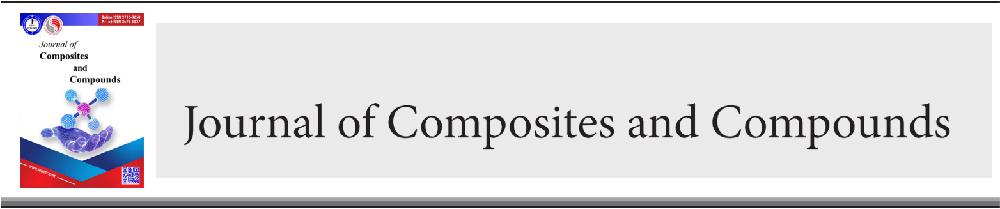 Online ISSN 2716-9650
Print ISSN 2676-5837
Journal of
Composites
and
Compounds
WWW.JOURCC.COM
Journal of Composites and Compounds